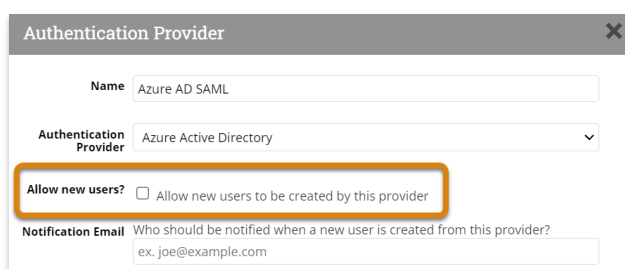 Authentication Provider
Name
Azure AD SAML
Authentication
Provider
Azure Active Directory
Allow new users?
Allow new users to be created by this provider
Notification Email
Who should be notified when a new user is created from this provider?
ex. joe@example.com